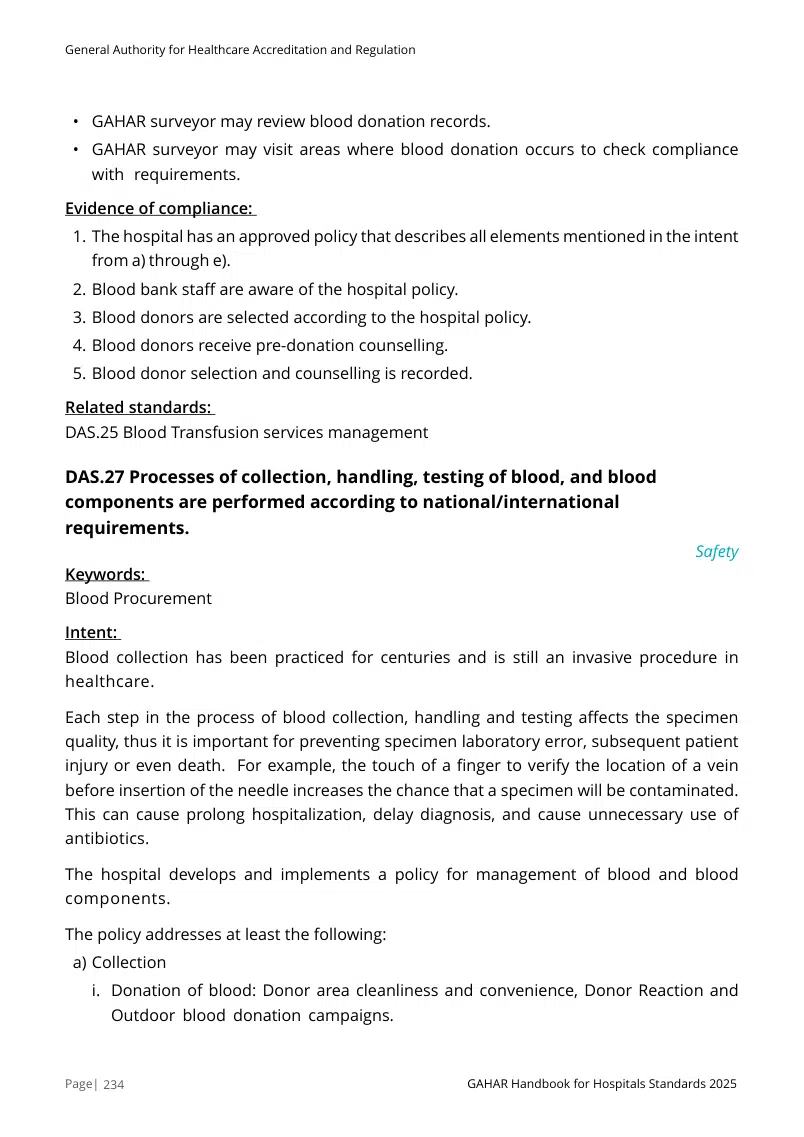 General Authority for Healthcare Accreditation and Regulation
• GAHAR surveyor may review blood donation records.
• GAHAR surveyor may visit areas where blood donation occurs to check compliance
with requirements.
Evidence of compliance:
1. The hospital has an approved policy that describes all elements mentioned in the intent
from a) through e).
2. Blood bank staff are aware of the hospital policy.
3. Blood donors are selected according to the hospital policy.
4. Blood donors receive pre-donation counselling.
5. Blood donor selection and counselling is recorded.
Related standards:
DAS.25 Blood Transfusion services management
DAS.27 Processes of collection, handling, testing of blood, and blood
components are performed according to national/international
requirements.
Safety
Keywords:
Blood Procurement
Intent:
Blood collection has been practiced for centuries and is still an invasive procedure in
healthcare.
Each step in the process of blood collection, handling and testing affects the specimen
quality, thus it is important for preventing specimen laboratory error, subsequent patient
injury or even death. For example, the touch of a finger to verify the location of a vein
before insertion of the needle increases the chance that a specimen will be contaminated.
This can cause prolong hospitalization, delay diagnosis, and cause unnecessary use of
antibiotics.
The hospital develops and implements a policy for management of blood and blood
components.
The policy addresses at least the following:
a) Collection
i. Donation of blood: Donor area cleanliness and convenience, Donor Reaction and
Outdoor blood donation campaigns.
Page| 234
GAHAR Handbook for Hospitals Standards 2025